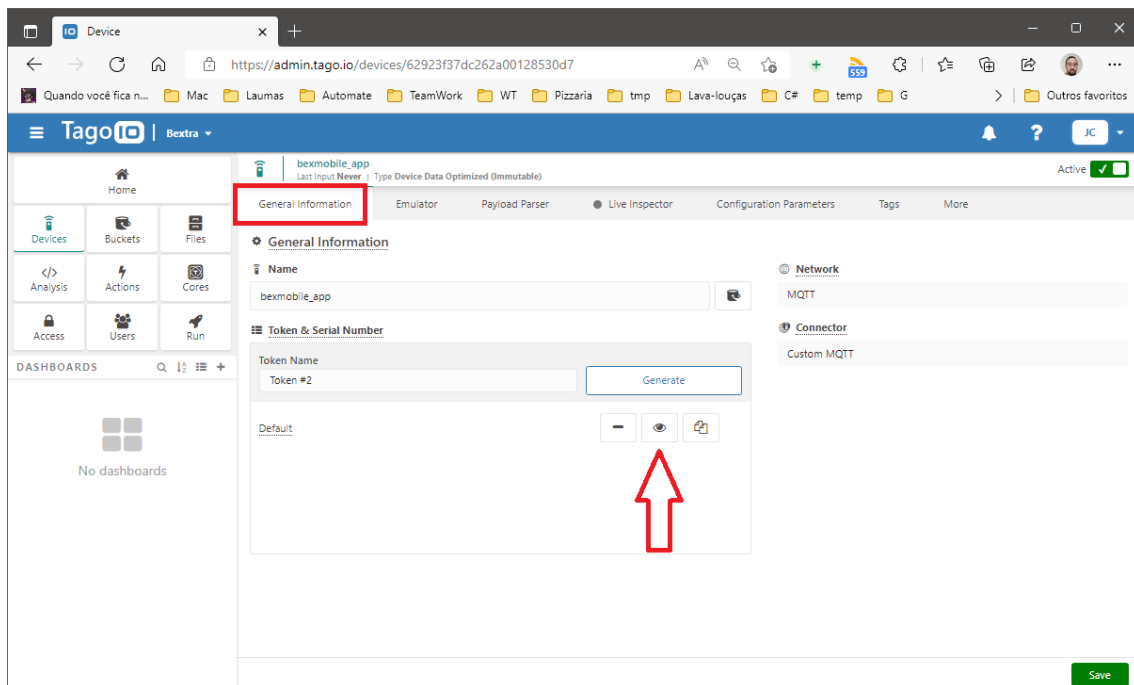 Device
https://admin.tago.io/devices/62923f37dc262a00128530d7
559
Quando você fica n... Mac Laumas Automate TeamWork WT Pizzaria tmp Lava-louças C# temp G Outros favoritos
TagoIO Bextra
JC
bexmobile_app
Last Input Never | Type Device Data Optimized (Immutable)
Active
Home
Devices Buckets Files
Analysis Actions Cores
Access Users Run
DASHBOARDS
No dashboards
General Information Emulator Payload Parser Live Inspector Configuration Parameters Tags More
General Information
Name
bexmobile_app
Token & Serial Number
Token Name
Token #2 Generate
Default
Network
MQTT
Connector
Custom MQTT
Save